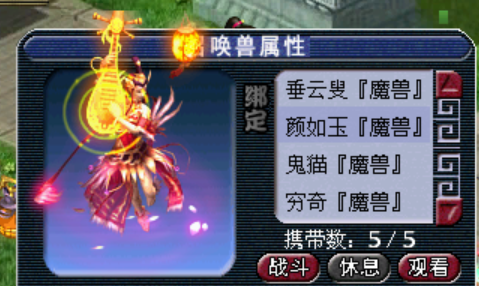 召唤兽属性
绑定
垂云叟『魔兽』
颜如玉『魔兽』
鬼猫『魔兽』
穷奇『魔兽』
携带数：5/5
战斗 休息 观看